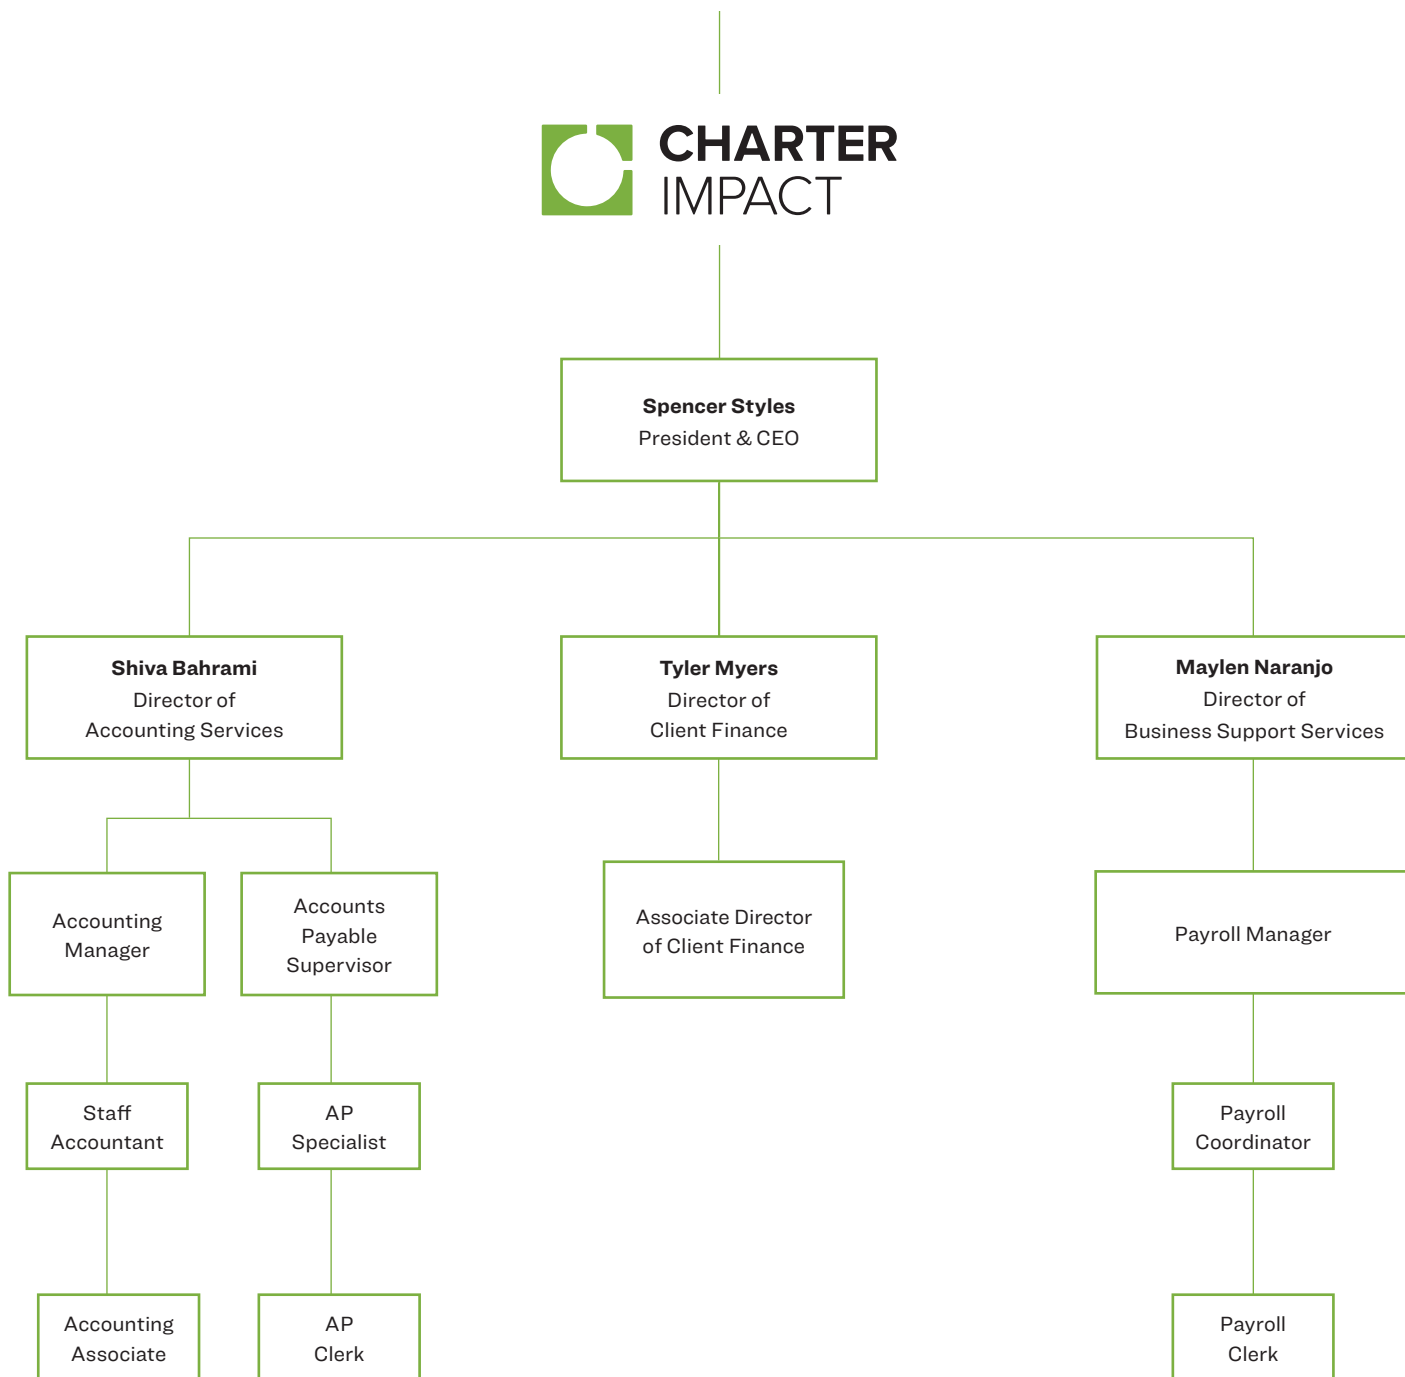 CHARTER
IMPACT
Spencer Styles
President & CEO
Shiva Bahrami
Director of
Accounting Services
Tyler Myers
Director of
Client Finance
Maylen Naranjo
Director of
Business Support Services
Accounting
Manager
Accounts
Payable
Supervisor
Associate Director
of Client Finance
Payroll Manager
Staff
Accountant
AP
Specialist
Payroll
Coordinator
Accounting
Associate
AP
Clerk
Payroll
Clerk